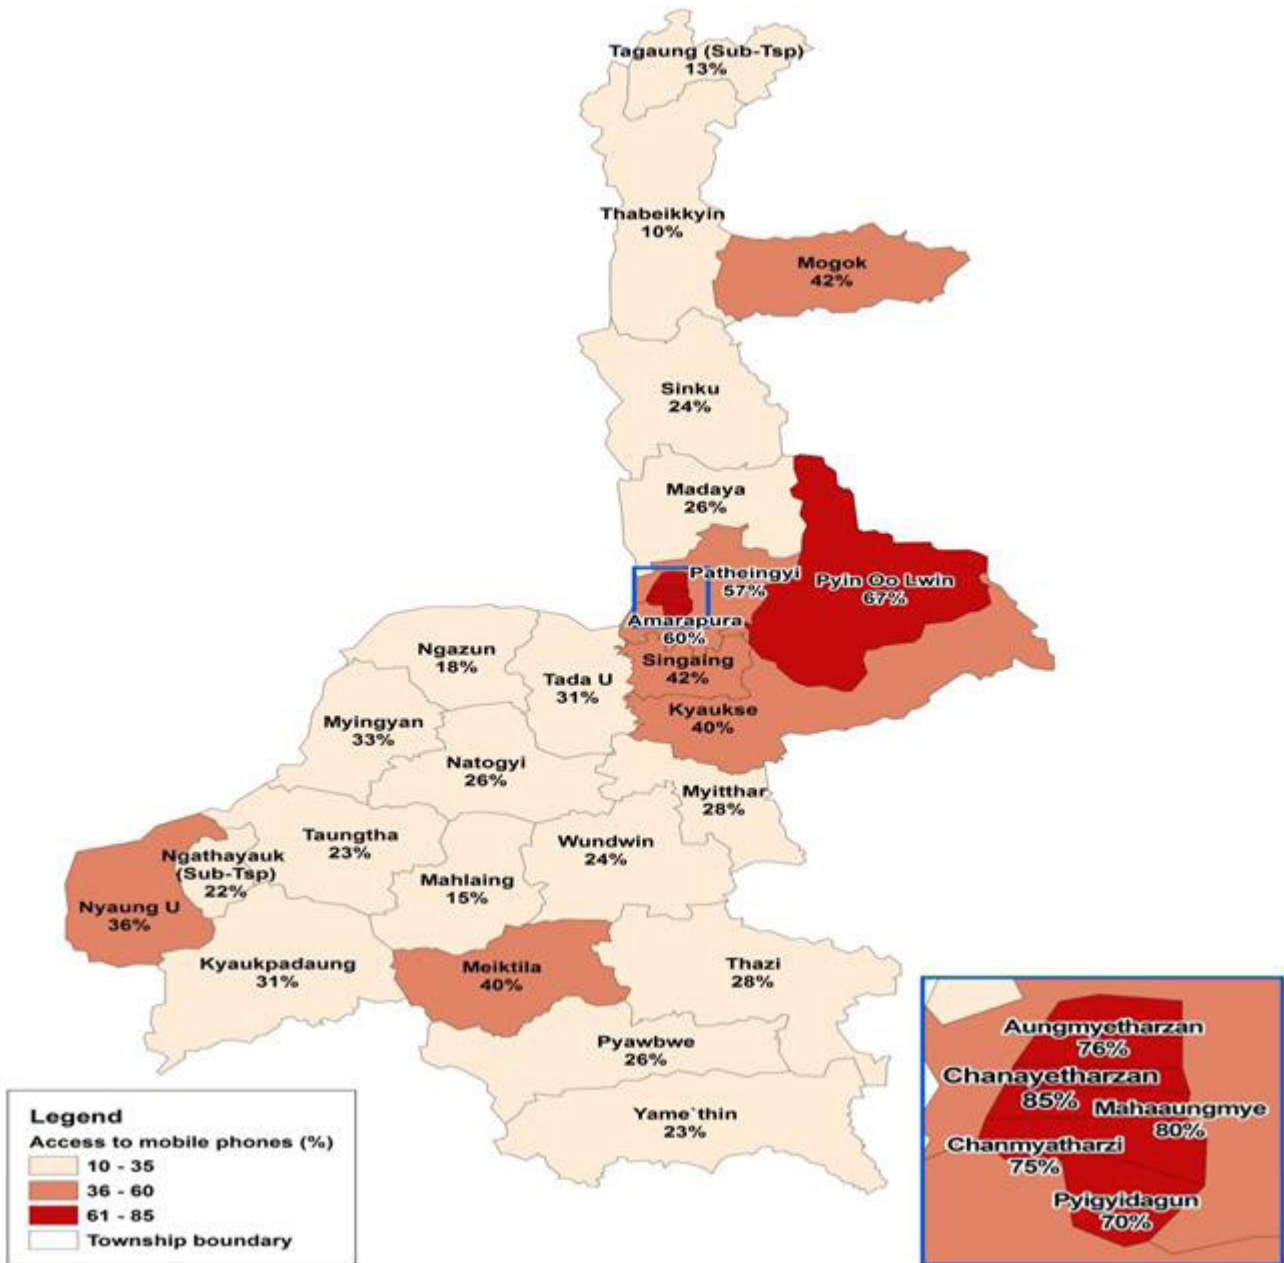 Tagaung (Sub-Tsp)
13%
Thabeikkyin
10%
Mogok
42%
Sinku
24%
Madaya
26%
Patheingyi
57%
Pyin Oo Lwin
67%
Amarapura
60%
Singaing
42%
Kyaukse
40%
Ngazun
18%
Tada U
31%
Myingyan
33%
Natogyi
26%
Myitthar
28%
Taungtha
23%
Wundwin
24%
Ngathayauk
(Sub-Tsp)
22%
Mahlaing
15%
Nyaung U
36%
Kyaukpadaung
31%
Meiktila
40%
Thazi
28%
Pyawbwe
26%
Yame`thin
23%
Aungmyetharzan
76%
Chanayetharzan
85%
Mahaaungmye
80%
Chanmyatharzi
75%
Pyigyidagun
70%
Legend
Access to mobile phones (%)
10 - 35
36 - 60
61 - 85
Township boundary